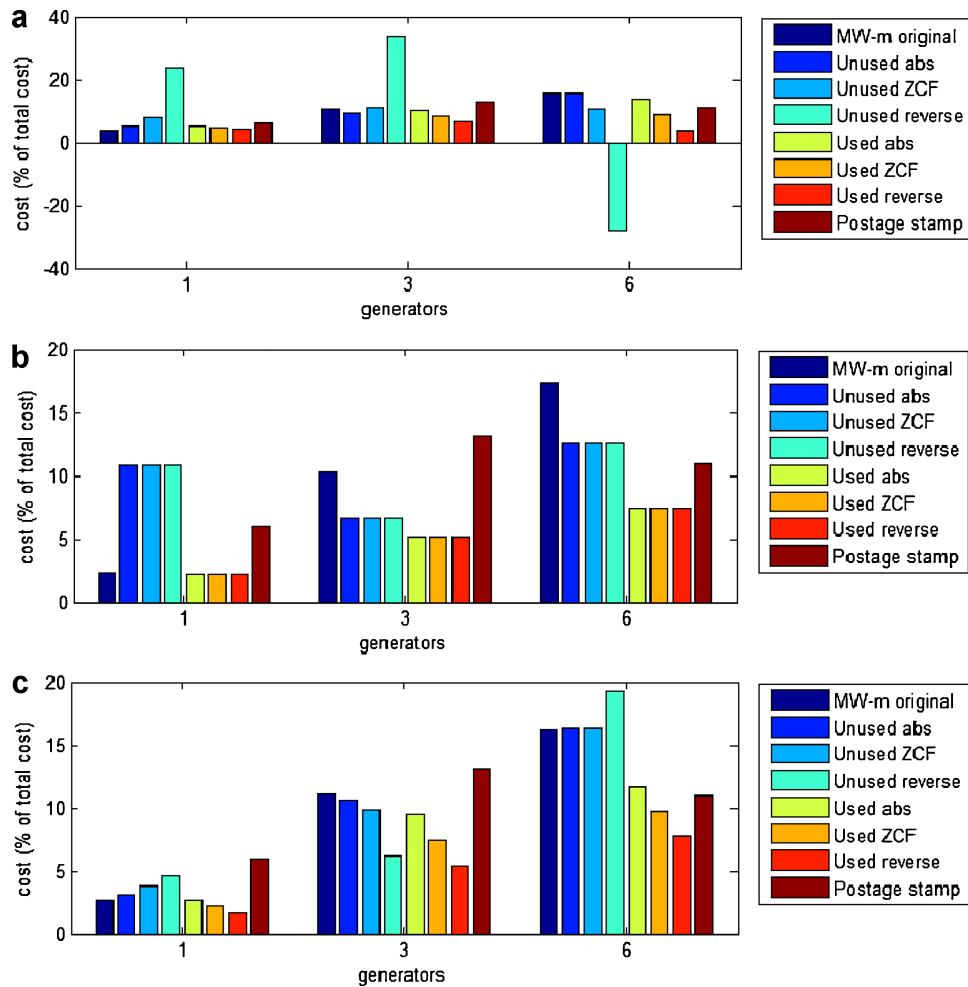 a
40
20
0
-20
-40
cost (% of total cost)
1
3
6
generators
MW-m original
Unused abs
Unused ZCF
Unused reverse
Used abs
Used ZCF
Used reverse
Postage stamp
b
20
15
10
5
0
cost (% of total cost)
1
3
6
generators
MW-m original
Unused abs
Unused ZCF
Unused reverse
Used abs
Used ZCF
Used reverse
Postage stamp
c
20
15
10
5
0
cost (% of total cost)
1
3
6
generators
MW-m original
Unused abs
Unused ZCF
Unused reverse
Used abs
Used ZCF
Used reverse
Postage stamp